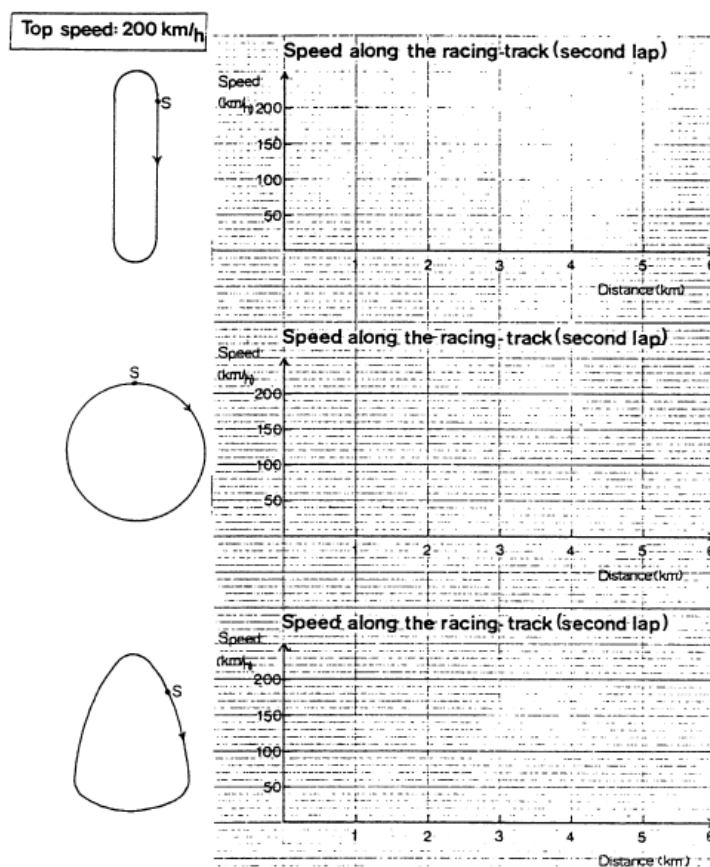 Top speed: 200 km/h
Speed along the racing-track (second lap)
Speed
(km/h)
200
150
100
50
S
1 2 3 4 5 6
Distance (km)
Speed along the racing-track (second lap)
Speed
(km/h)
S
200
150
100
50
1 2 3 4 5 6
Distance (km)
Speed along the racing-track (second lap)
Speed
(km/h)
S
200
150
100
50
1 2 3 4 5 6
Distance (km)